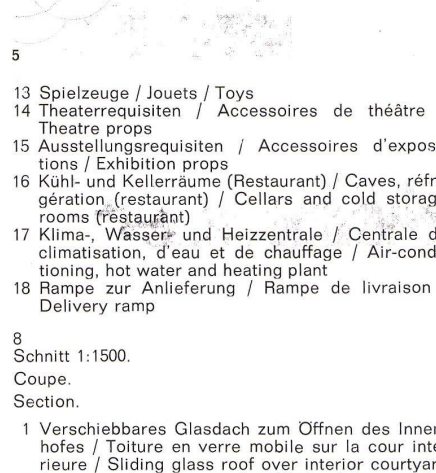 5
13 Spielzeuge / Jouets / Toys
14 Theaterrequisiten / Accessoires de théâtre
Theatre props
15 Ausstellungsrequisiten / Accessoires d'expos
tions / Exhibition props
16 Kühl- und Kellerräume (Restaurant) / Caves, réfr
gération (restaurant) / Cellars and cold storag
rooms (restaurant)
17 Klima-, Wasser- und Heizzentrale / Centrale d
climatisation, d'eau et de chauffage / Air-cond
tioning, hot water and heating plant
18 Rampe zur Anlieferung / Rampe de livraison
Delivery ramp
8
Schnitt 1:1500.
Coupe.
Section.
1 Verschiebbares Glasdach zum Öffnen des Inner
hofes / Toiture en verre mobile sur la cour inté
rieure / Sliding glass roof over interior courtyar